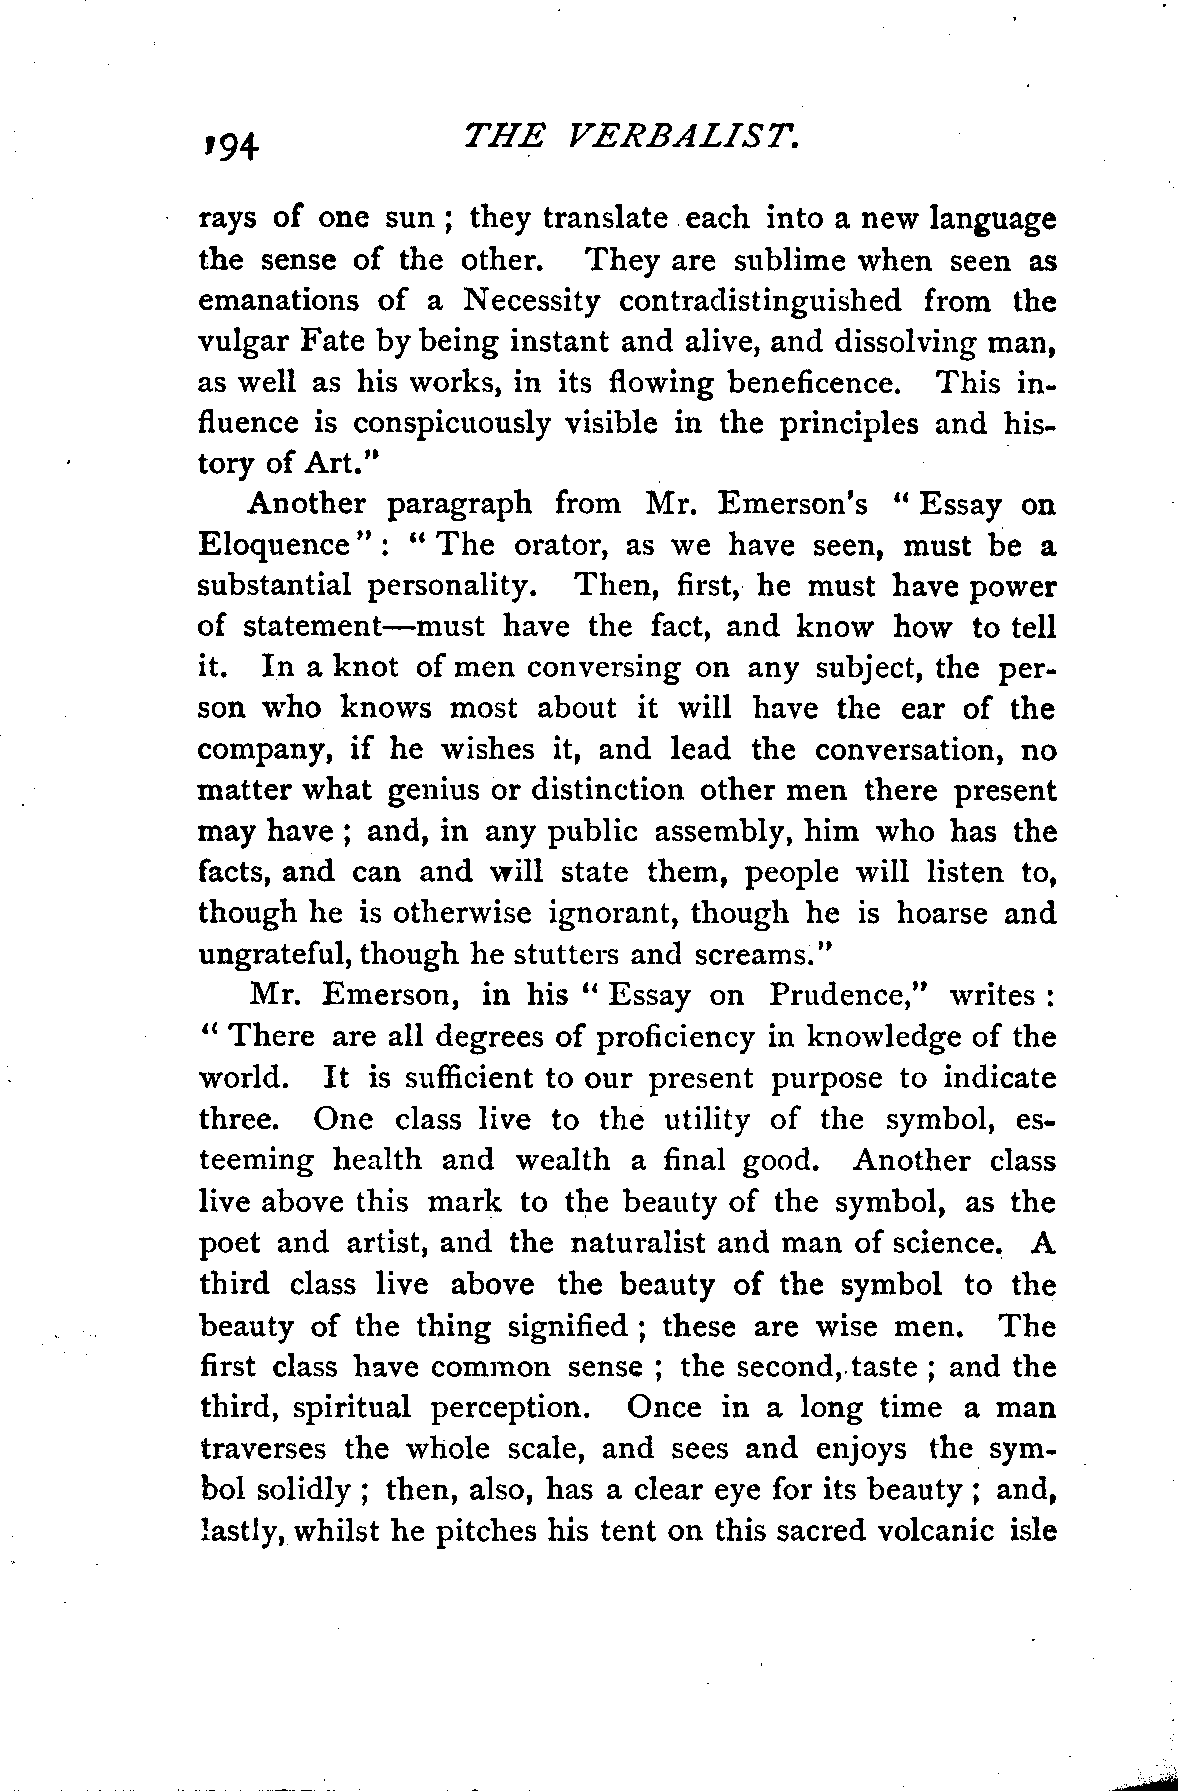 194 THE VERBALIST.
rays of one sun ; they translate each into a new language
the sense of the other. They are sublime when seen as
emanations of a Necessity contradistinguished from the
vulgar Fate by being instant and alive, and dissolving man,
as well as his works, in its flowing beneficence. This in-
fluence is conspicuously visible in the principles and his-
tory of Art."
Another paragraph from Mr. Emerson's " Essay on
Eloquence " : " The orator, as we have seen, must be a
substantial personality. Then, first, he must have power
of statement—must have the fact, and know how to tell
it. In a knot of men conversing on any subject, the per-
son who knows most about it will have the ear of the
company, if he wishes it, and lead the conversation, no
matter what genius or distinction other men there present
may have ; and, in any public assembly, him who has the
facts, and can and will state them, people will listen to,
though he is otherwise ignorant, though he is hoarse and
ungrateful, though he stutters and screams."
Mr. Emerson, in his " Essay on Prudence," writes :
" There are all degrees of proficiency in knowledge of the
world. It is sufficient to our present purpose to indicate
three. One class live to the utility of the symbol, es-
teeming health and wealth a final good. Another class
live above this mark to the beauty of the symbol, as the
poet and artist, and the naturalist and man of science. A
third class live above the beauty of the symbol to the
beauty of the thing signified ; these are wise men. The
first class have common sense ; the second, taste ; and the
third, spiritual perception. Once in a long time a man
traverses the whole scale, and sees and enjoys the sym-
bol solidly ; then, also, has a clear eye for its beauty ; and,
lastly, whilst he pitches his tent on this sacred volcanic isle